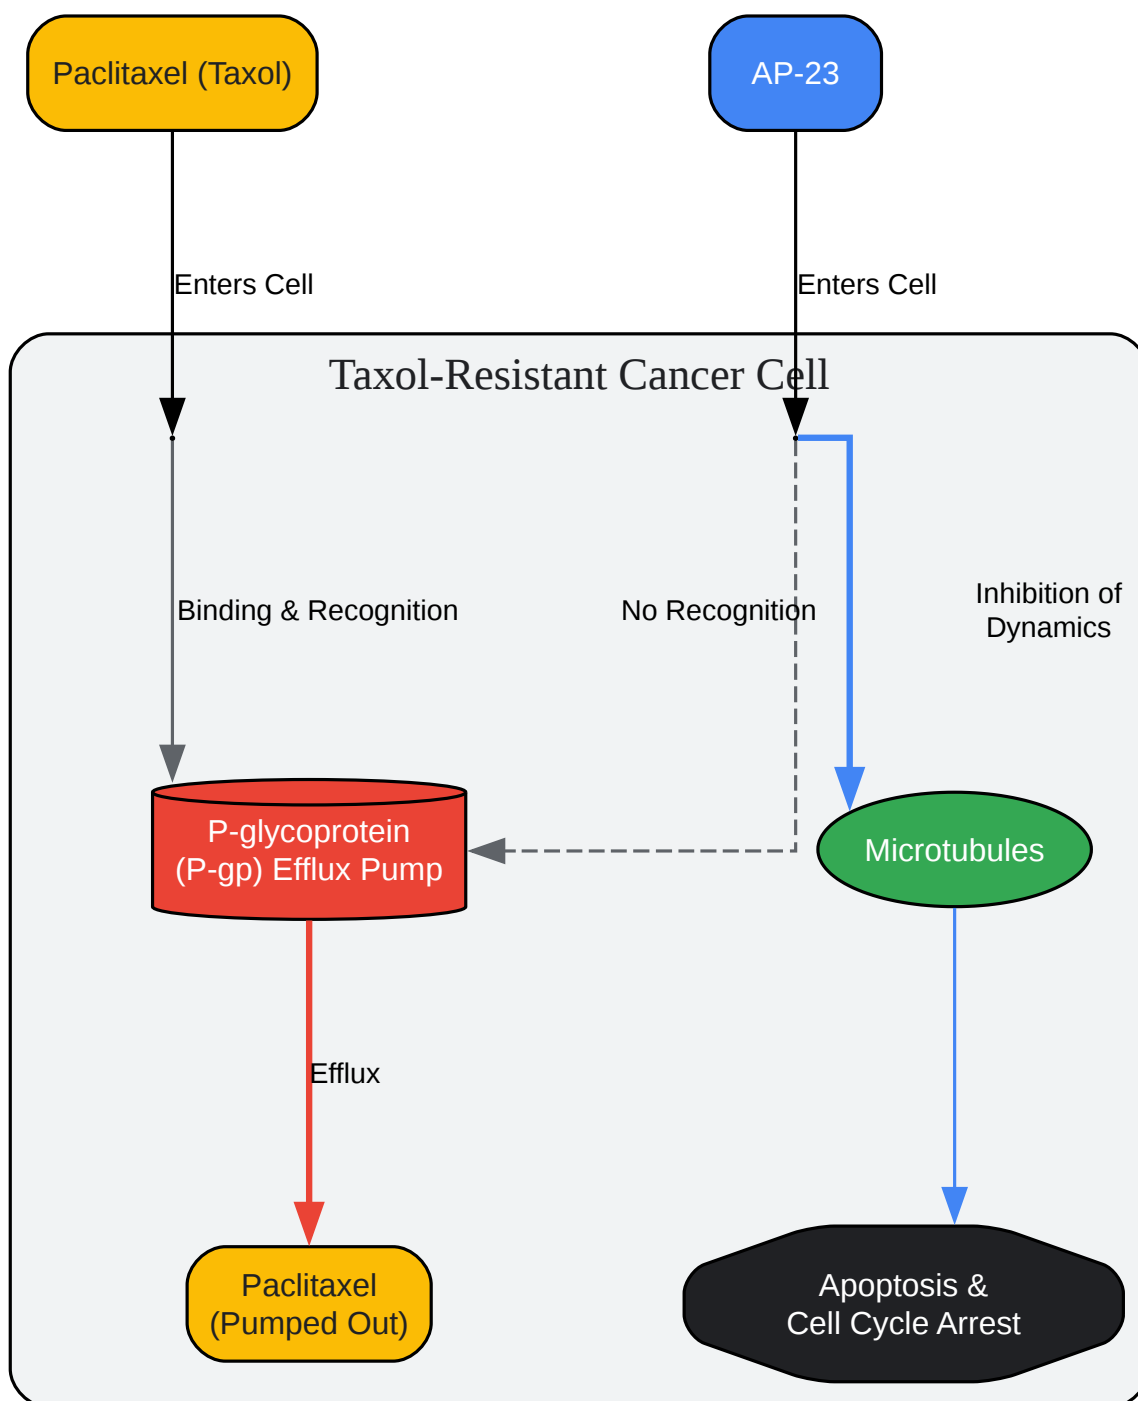 Paclitaxel (Taxol)
AP-23
Enters Cell
Enters Cell
Taxol-Resistant Cancer Cell
Binding & Recognition
No Recognition
Inhibition of
Dynamics
P-glycoprotein
(P-gp) Efflux Pump
Microtubules
Efflux
Paclitaxel
(Pumped Out)
Apoptosis &
Cell Cycle Arrest